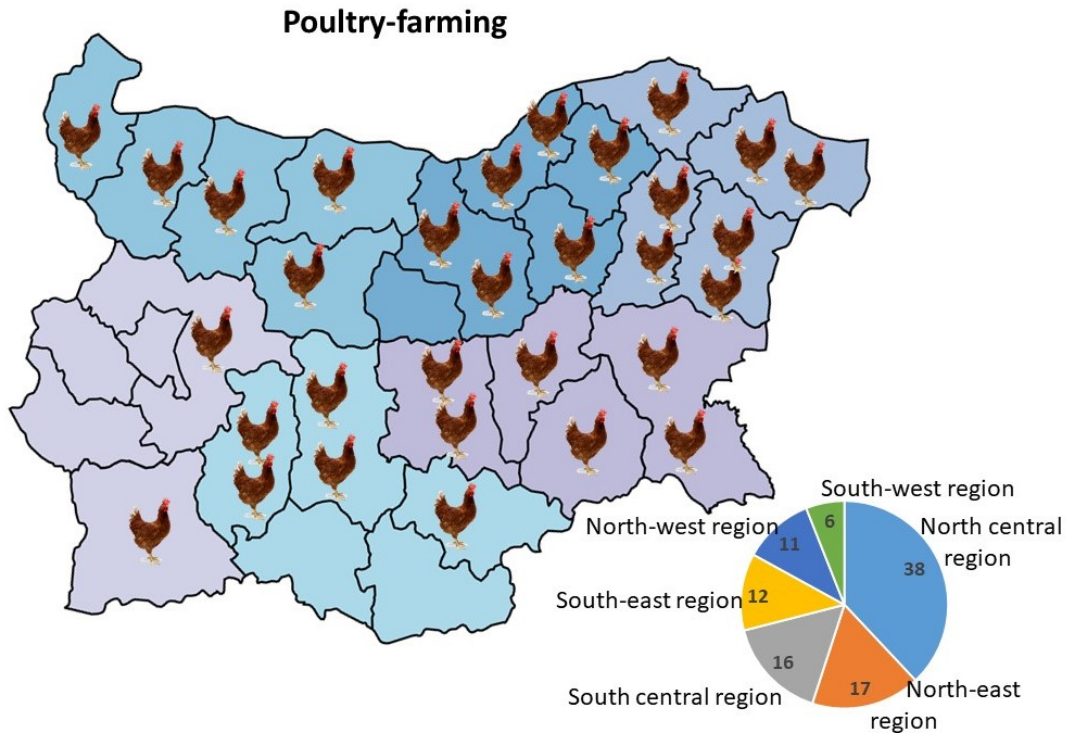 Poultry-farming
South-west region
6
North-west region
11
North central
region
38
South-east region
12
16
South central region
17
North-east
region